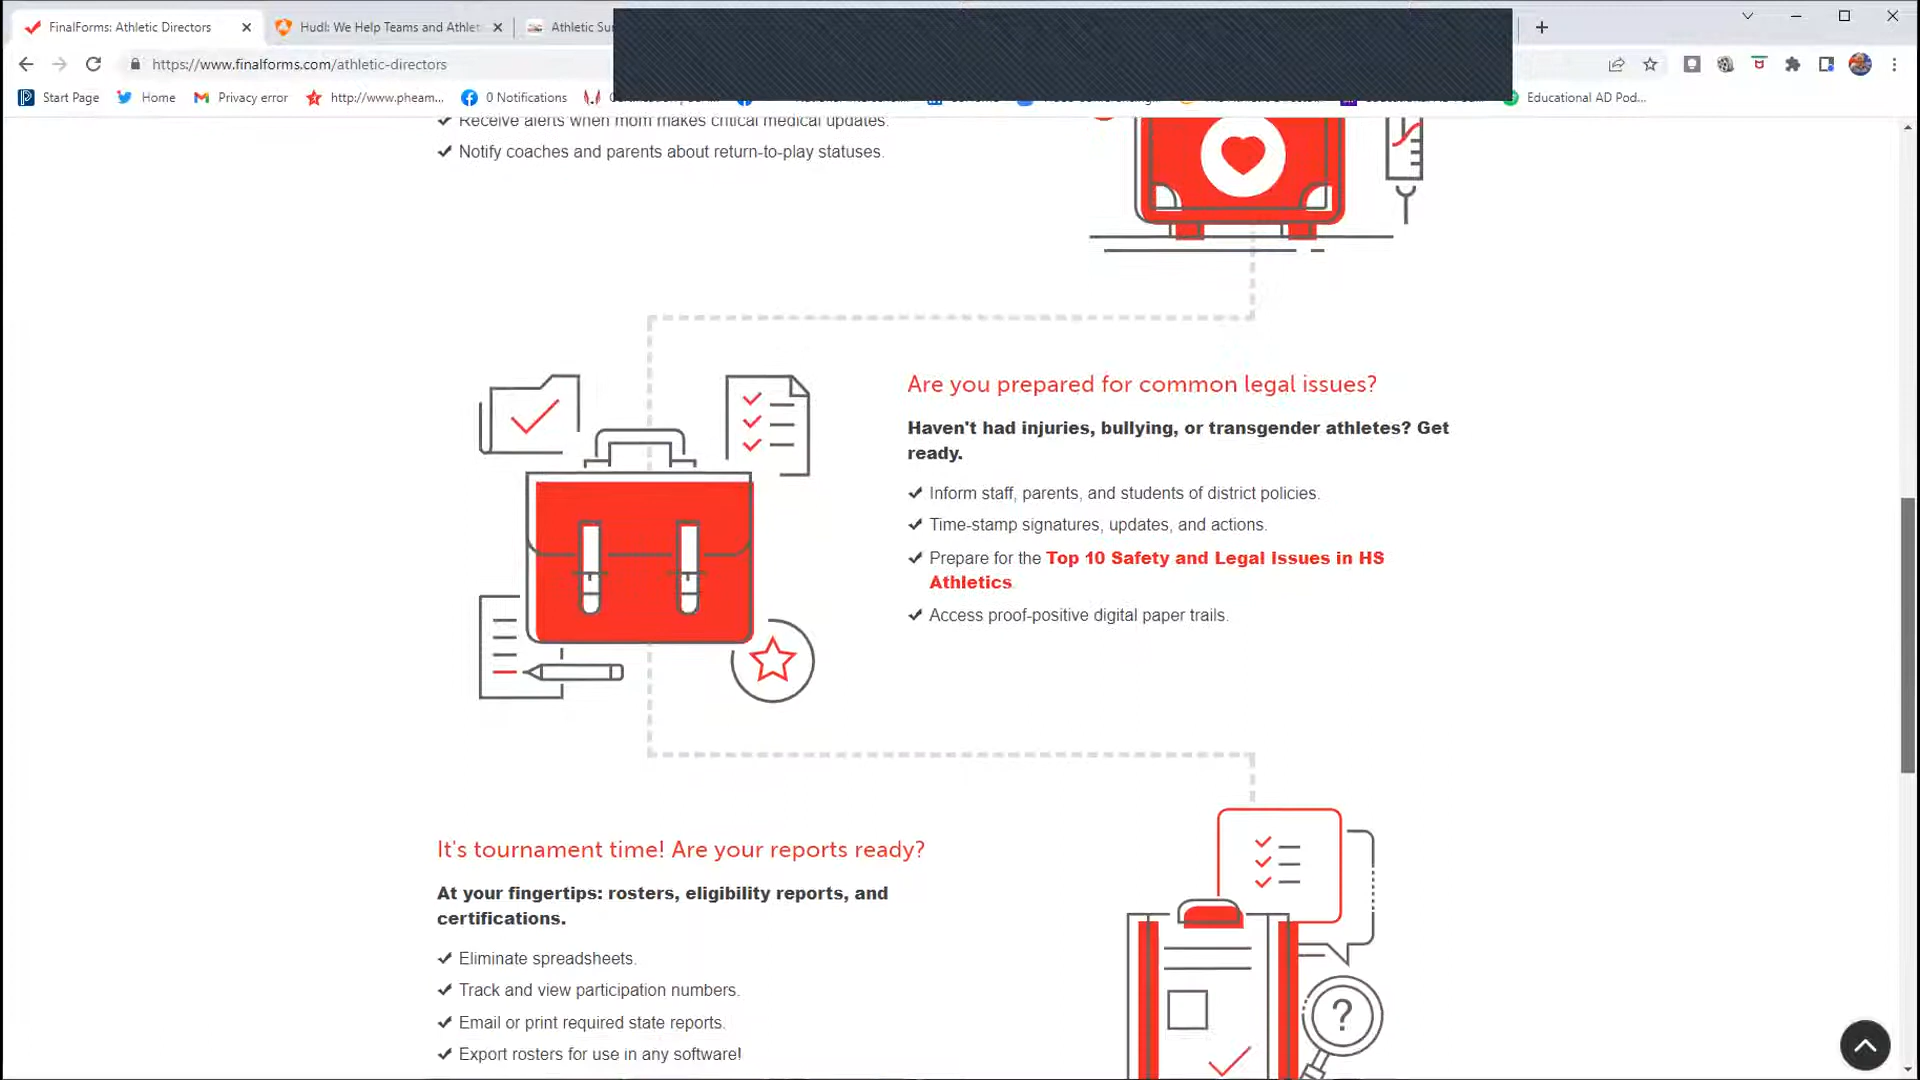 FinalForms: Athletic Directors
Hudl: We Help Teams and Athlet
Athletic Su
https://www.finalforms.com/athletic-directors
Start Page
Home
Privacy error
http://www.pheam...
0 Notifications
Educational AD Pod...
Receive alerts when mom makes critical medical updates.
Notify coaches and parents about return-to-play statuses.
Are you prepared for common legal issues?
Haven't had injuries, bullying, or transgender athletes? Get
ready.
Inform staff, parents, and students of district policies.
Time-stamp signatures, updates, and actions.
Prepare for the Top 10 Safety and Legal Issues in HS
Athletics.
Access proof-positive digital paper trails.
It's tournament time! Are your reports ready?
At your fingertips: rosters, eligibility reports, and
certifications.
Eliminate spreadsheets.
Track and view participation numbers.
Email or print required state reports.
Export rosters for use in any software!
?